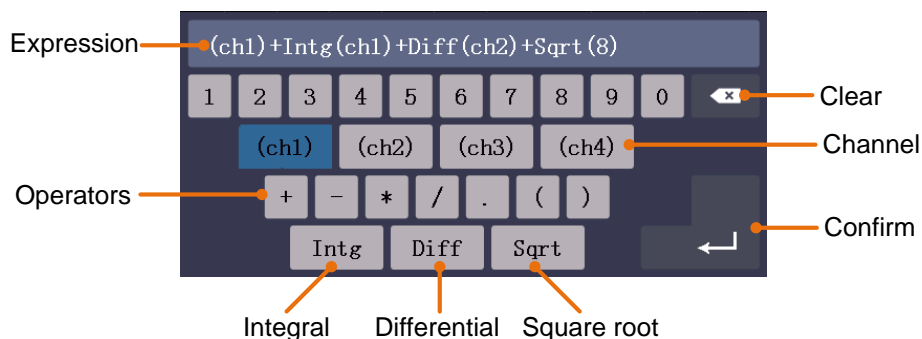 Expression
(ch1)+Intg(ch1)+Diff(ch2)+Sqrt(8)
1 2 3 4 5 6 7 8 9 0
Clear
(ch1) (ch2) (ch3) (ch4)
Channel
Operators
+ - * / . ( )
Confirm
Intg Diff Sqrt
Integral Differential Square root